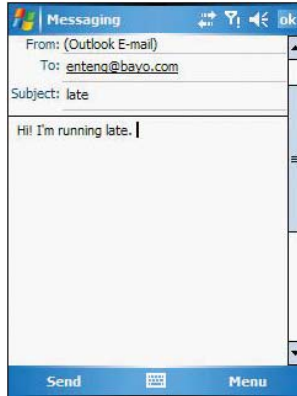 Messaging
ok
From: (Outlook E-mail)
To: enteng@bayo.com
Subject: late
Hi! I'm running late.
Send
Menu